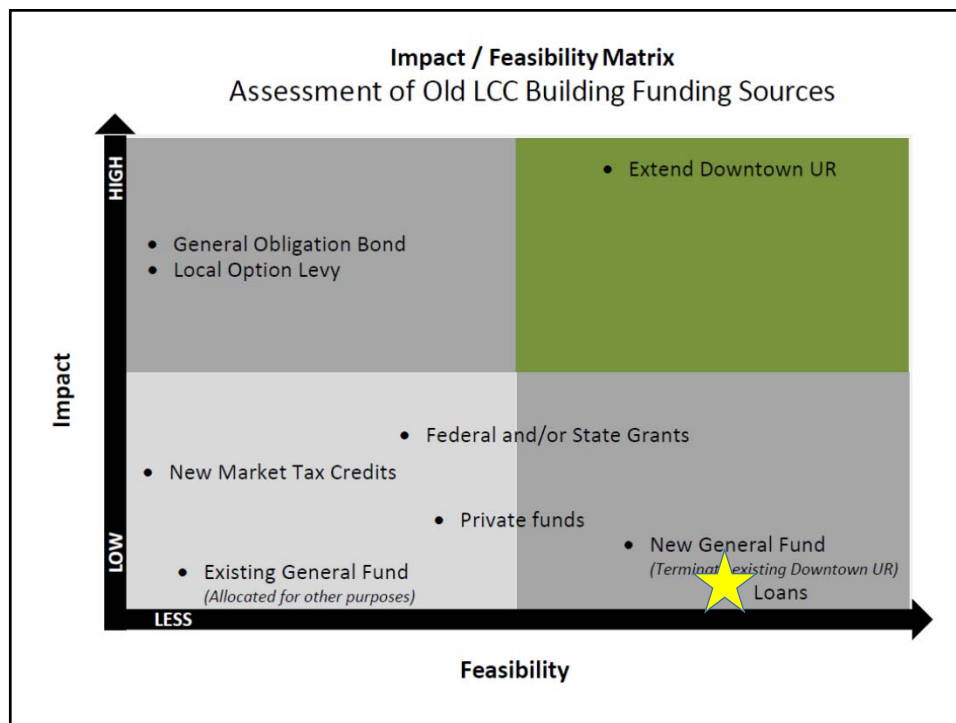 Impact / Feasibility Matrix
Assessment of Old LCC Building Funding Sources
HIGH
• Extend Downtown UR
• General Obligation Bond
• Local Option Levy
Impact
• Federal and/or State Grants
• New Market Tax Credits
• Private funds
LOW
• New General Fund
(Terminate existing Downtown UR)
• Existing General Fund
(Allocated for other purposes)
Loans
LESS
Feasibility